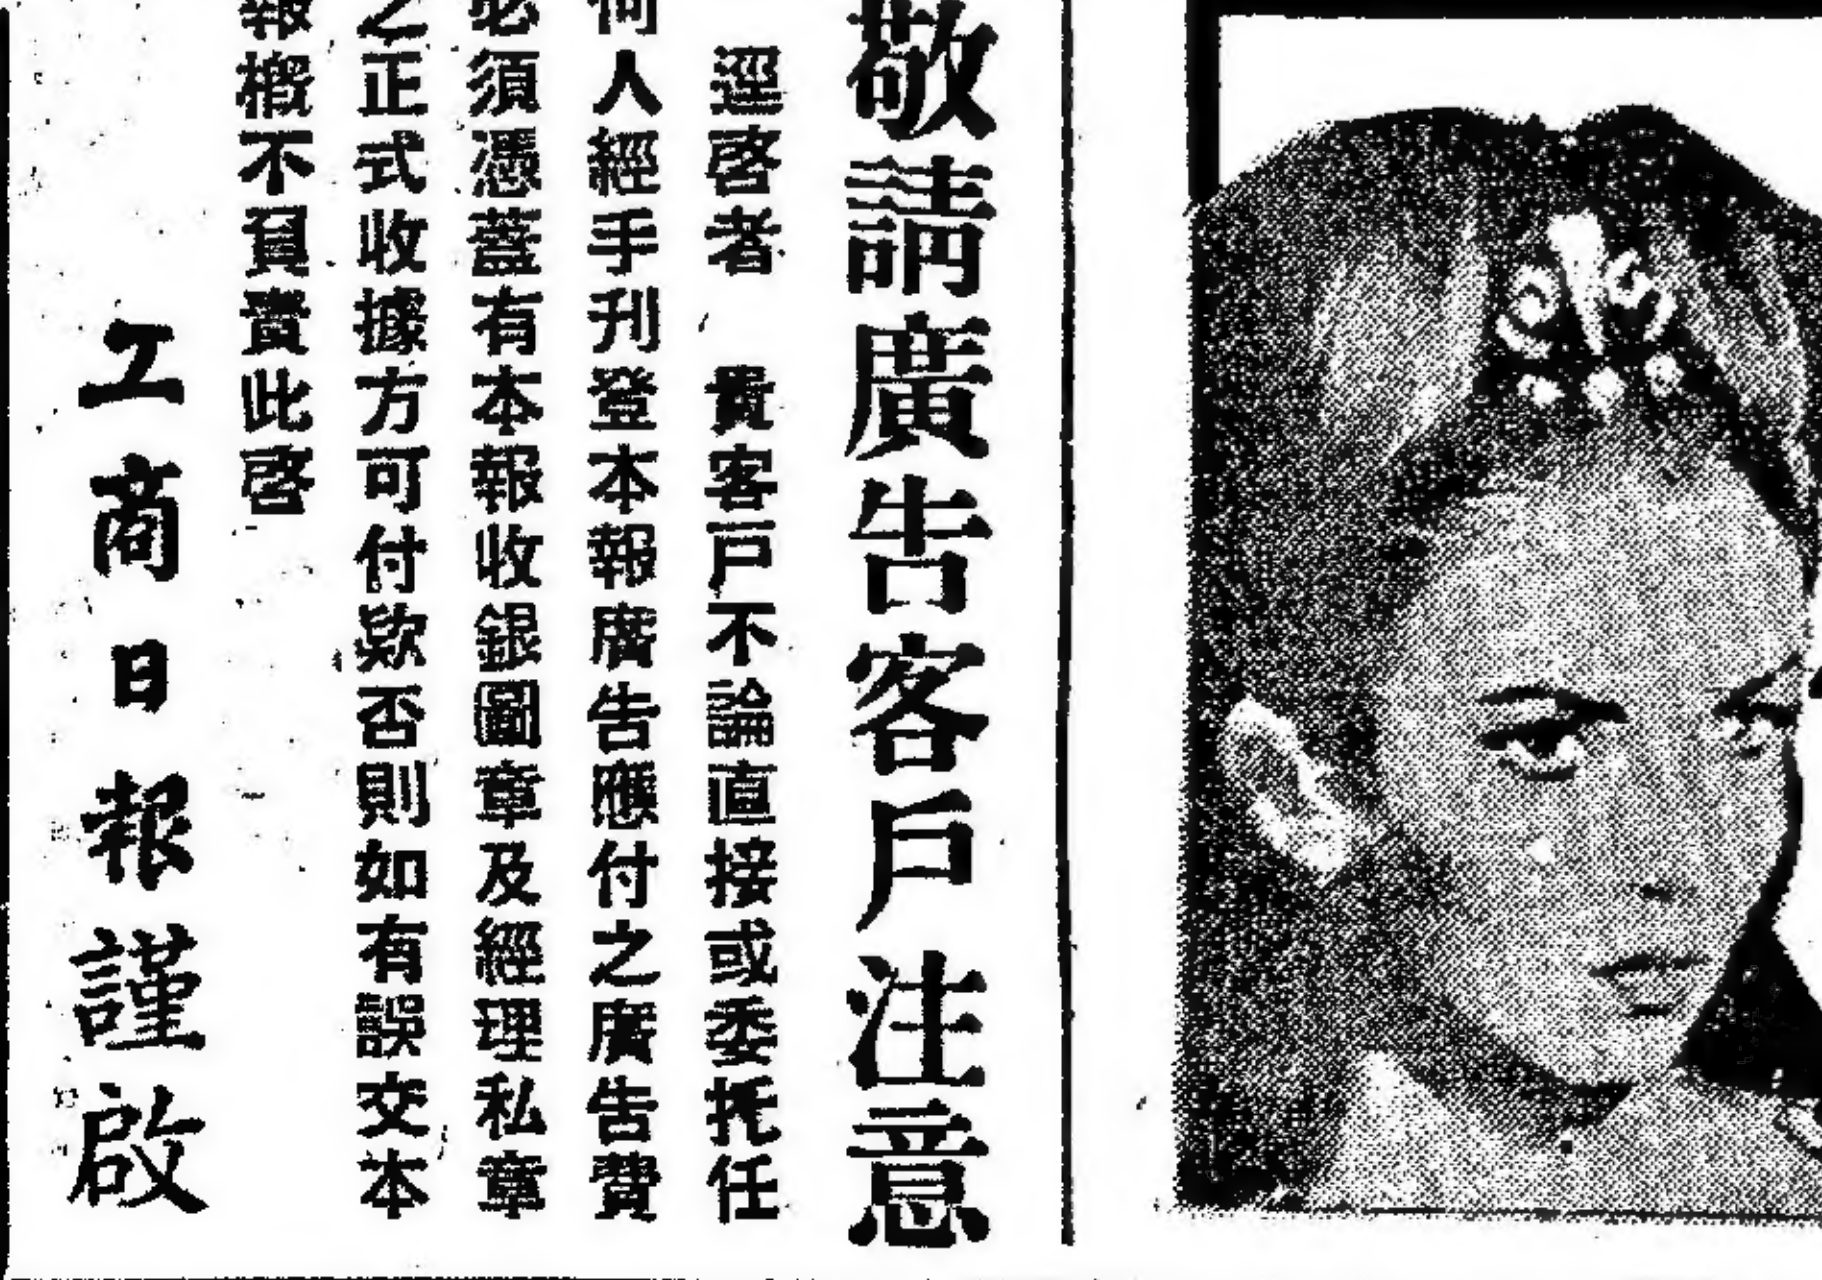 敬請廣告客戶注意
逕啓者　貴客戶不論直接或委托任
何人經手刋登本報廣告應付之廣告費
必須憑蓋有本報收銀圖章及經理私章
之正式收據方可付欵否則如有誤交本
報槪不負責此啓
工商日報謹啟